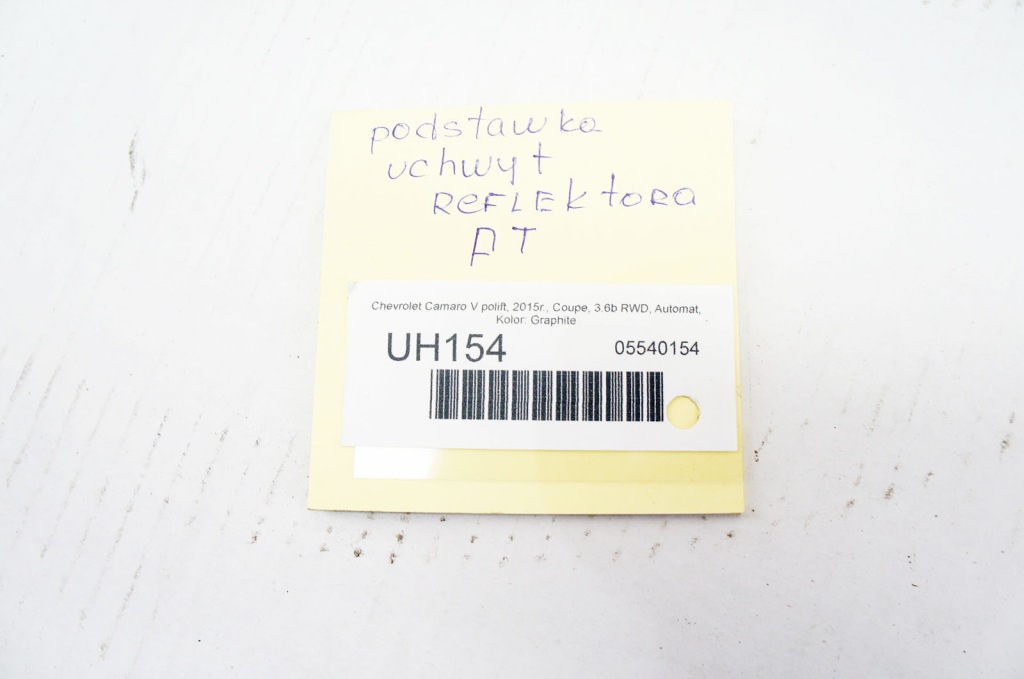 podstawka
uchwyt
REFLEKTORA
PT
Chevrolet Camaro V polift, 2015r., Coupe, 3.6b RWD, Automat,
Kolor: Graphite
UH154 05540154